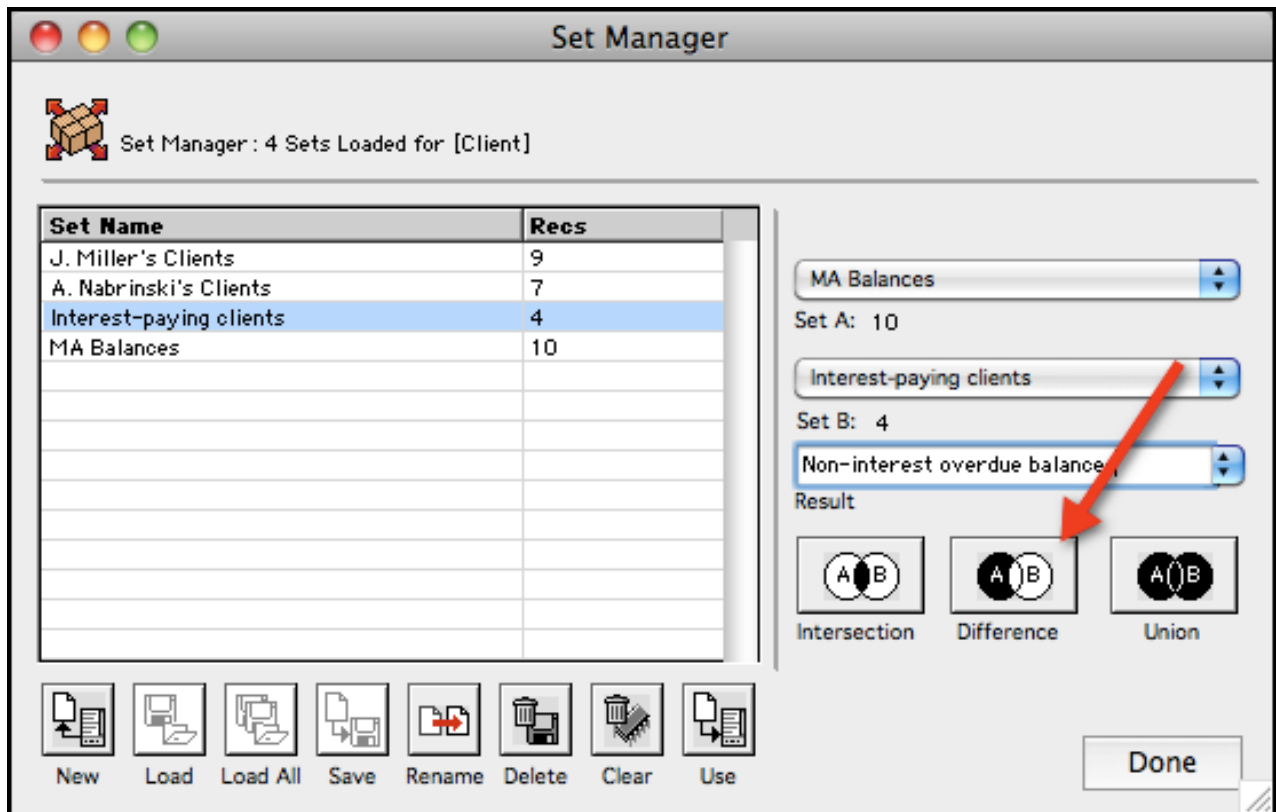 Set Manager
Set Manager : 4 Sets Loaded for [Client]
Set Name Recs
J. Miller's Clients 9
A. Nabrinski's Clients 7
Interest-paying clients 4
MA Balances 10
MA Balances
Set A: 10
Interest-paying clients
Set B: 4
Non-interest overdue balance
Result
A B A B A B
Intersection Difference Union
New Load Load All Save Rename Delete Clear Use
Done